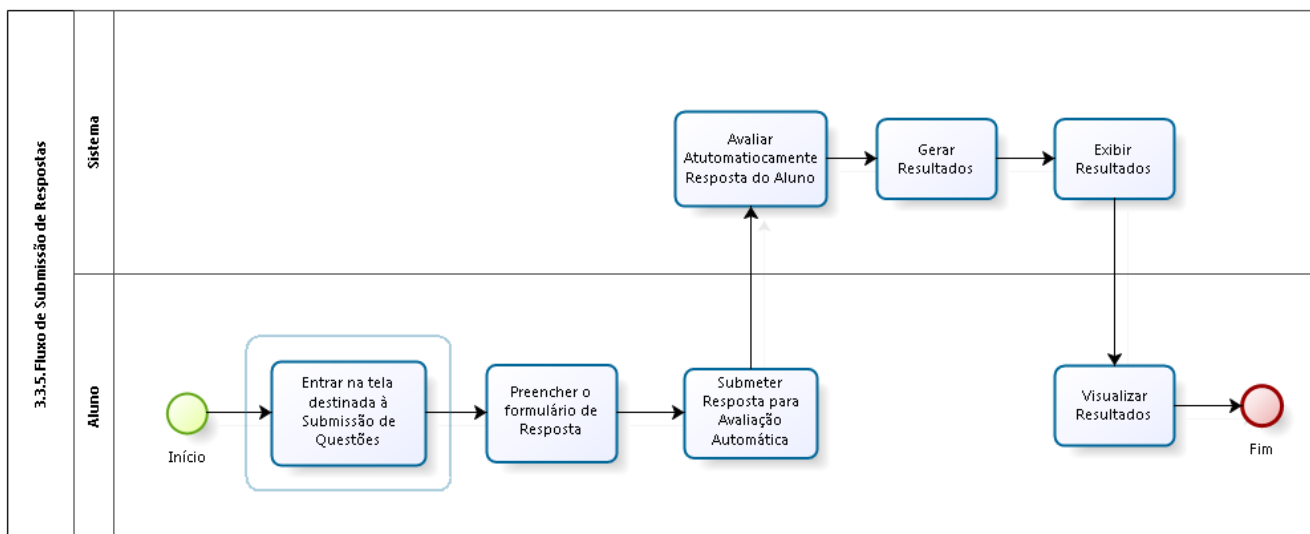 3.3.5.Fluxo de Submissão de Respostas
Sistema
Avaliar
Atutomatiocamente
Resposta do Aluno
Gerar
Resultados
Exibir
Resultados
Aluno
Início
Entrar na tela
destinada à
Submissão de
Questões
Preencher o
formulário de
Resposta
Submeter
Resposta para
Avaliação
Automática
Visualizar
Resultados
Fim